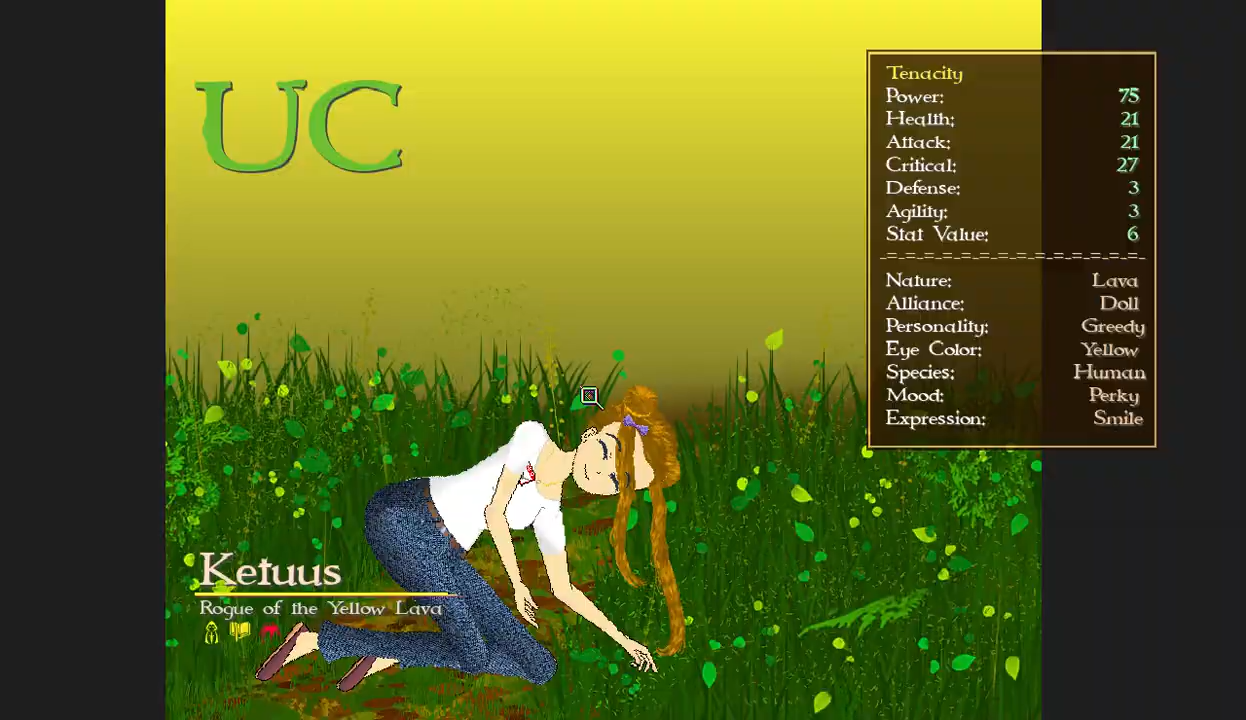 UC
Tenacity
Power: 75
Health: 21
Attack: 21
Critical: 27
Defense: 3
Agility: 3
Stat Value: 6
-=-=-=-=-=-=-=-=-=-=-=-=-=-=-
Nature: Lava
Alliance: Doll
Personality: Greedy
Eye Color: Yellow
Species: Human
Mood: Perky
Expression: Smile
Ketuus
Rogue of the Yellow Lava